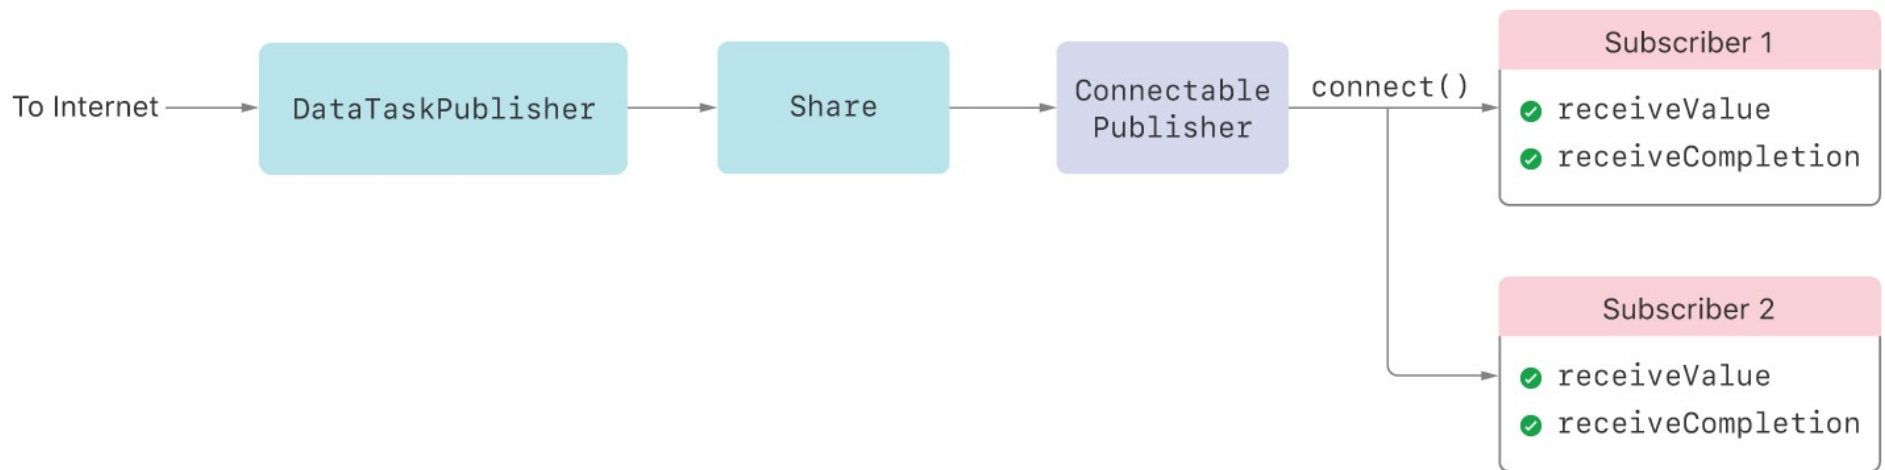 To Internet
DataTaskPublisher
Share
Connectable
Publisher
connect()
Subscriber 1
receiveValue
receiveCompletion
Subscriber 2
receiveValue
receiveCompletion